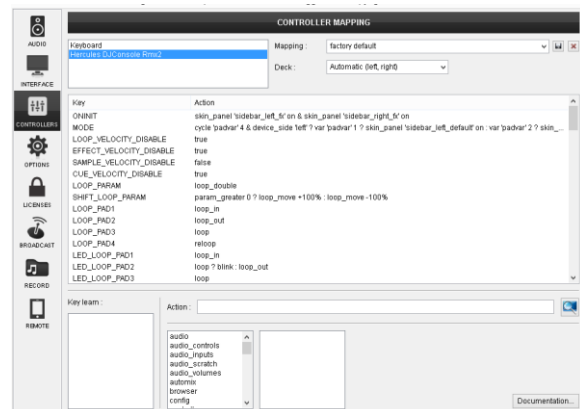 CONTROLLER MAPPING
AUDIO
INTERFACE
CONTROLLERS
OPTIONS
LICENSES
BROADCAST
RECORD
REMOTE
Keyboard
Hercules DJConsole Rmx2
Mapping : factory default
Deck : Automatic (left, right)
Key Action
ONINIT skin_panel 'sidebar_left_fx' on & skin_panel 'sidebar_right_fx' on
MODE cycle 'padvar' 4 & device_side 'left' ? var 'padvar' 1 ? skin_panel 'sidebar_left_default' on : var 'padvar' 2 ? skin_...
LOOP_VELOCITY_DISABLE true
EFFECT_VELOCITY_DISABLE true
SAMPLE_VELOCITY_DISABLE false
CUE_VELOCITY_DISABLE true
LOOP_PARAM loop_double
SHIFT_LOOP_PARAM param_greater 0 ? loop_move +100% : loop_move -100%
LOOP_PAD1 loop_in
LOOP_PAD2 loop_out
LOOP_PAD3 loop
LOOP_PAD4 reloop
LED_LOOP_PAD1 loop_in
LED_LOOP_PAD2 loop ? blink : loop_out
LED_LOOP_PAD3 loop
Key learn :
Action :
audio
audio_controls
audio_inputs
audio_scratch
audio_volumes
automix
browser
config
Documentation...